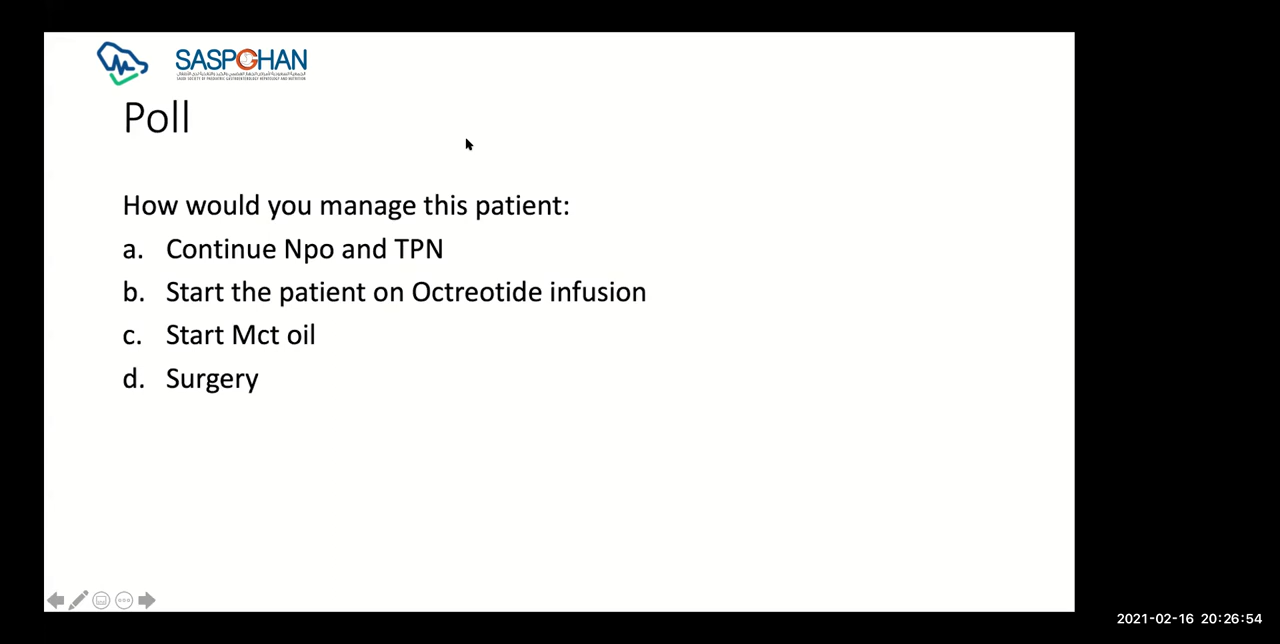 SASPGHAN
Poll
How would you manage this patient:
a. Continue Npo and TPN
b. Start the patient on Octreotide infusion
c. Start Mct oil
d. Surgery
2021-02-16 20:26:54